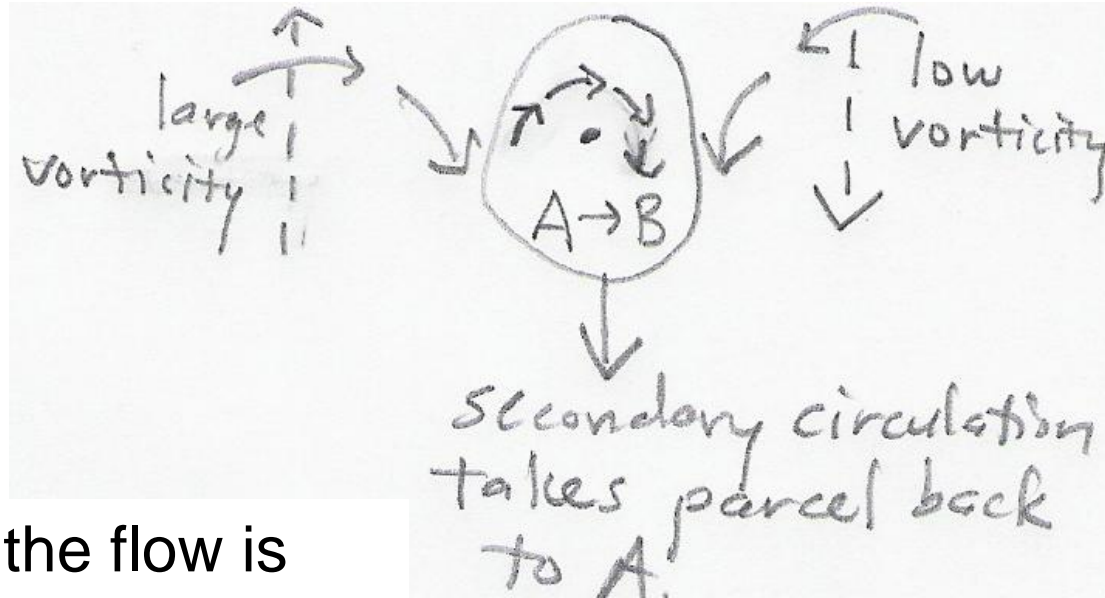 large
vorticity
low
vorticity
A → B
Secondary circulation
takes parcel back
to A.
the flow is